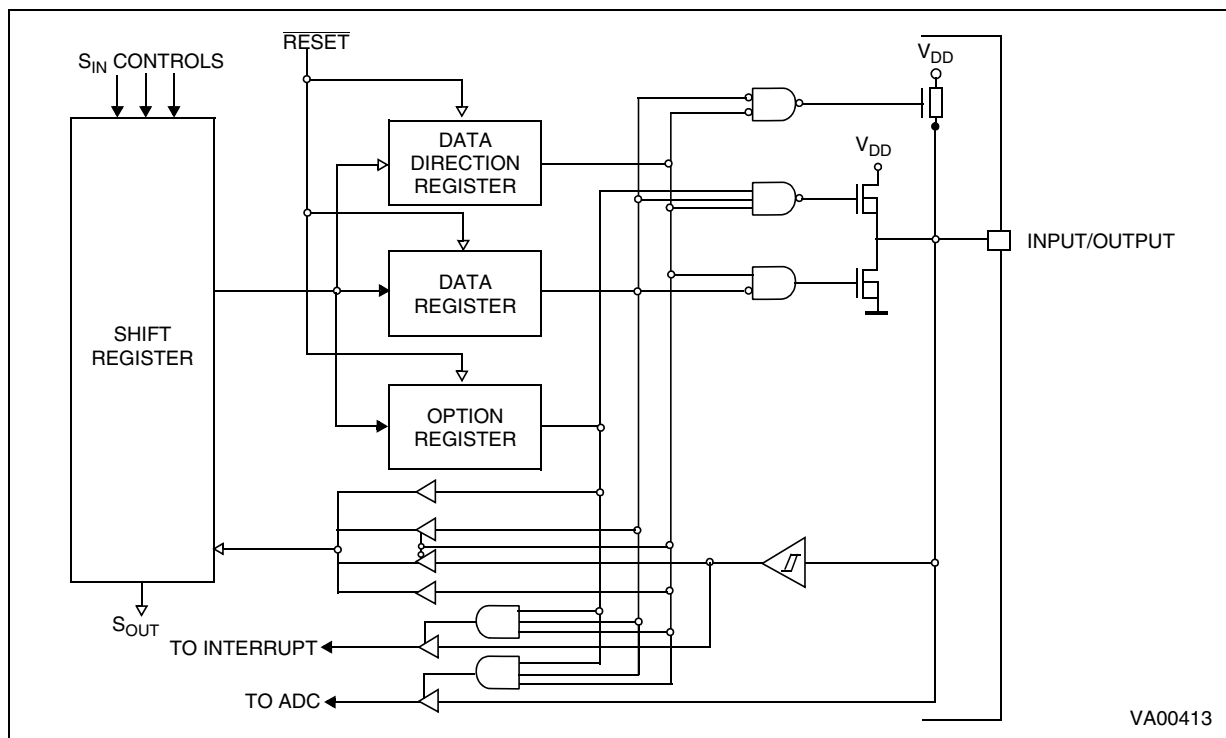 RESET
S_IN CONTROLS
V_DD
DATA
DIRECTION
REGISTER
V_DD
INPUT/OUTPUT
DATA
REGISTER
SHIFT
REGISTER
OPTION
REGISTER
S_OUT
TO INTERRUPT
TO ADC
VA00413